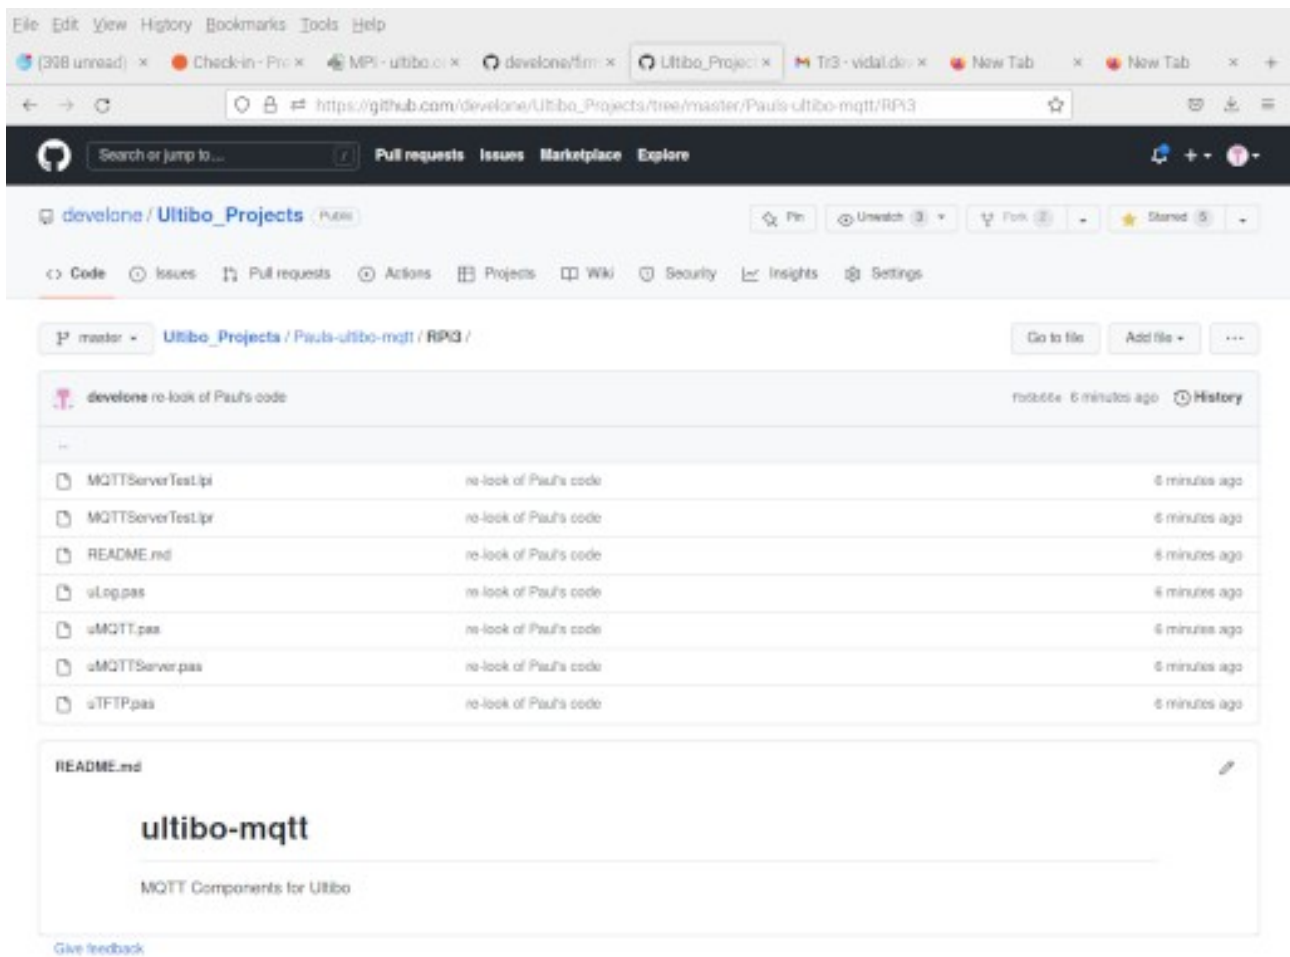 File Edit View History Bookmarks Tools Help
(398 unread) × Check-in - Pro × MPI - ultibo.o × develone/firm × Ultibo_Project × Tr3 - vidal.dev × New Tab × New Tab × +
https://github.com/develone/Ultibo_Projects/tree/master/Pauls-ultibo-mqtt/RPi3
Search or jump to... / Pull requests Issues Marketplace Explore
develone / Ultibo_Projects Public Pin Unwatch 3 Fork 2 Starred 5
<> Code Issues Pull requests Actions Projects Wiki Security Insights Settings
master Ultibo_Projects / Pauls-ultibo-mqtt / RPi3 / Go to file Add file ...
develone re-look of Paul's code 6 minutes ago History
..
MQTTServerTest.lpi re-look of Paul's code 6 minutes ago
MQTTServerTest.lpr re-look of Paul's code 6 minutes ago
README.md re-look of Paul's code 6 minutes ago
uLog.pas re-look of Paul's code 6 minutes ago
uMQTT.pas re-look of Paul's code 6 minutes ago
uMQTTServer.pas re-look of Paul's code 6 minutes ago
uTFTP.pas re-look of Paul's code 6 minutes ago
README.md
ultibo-mqtt
MQTT Components for Ultibo
Give feedback